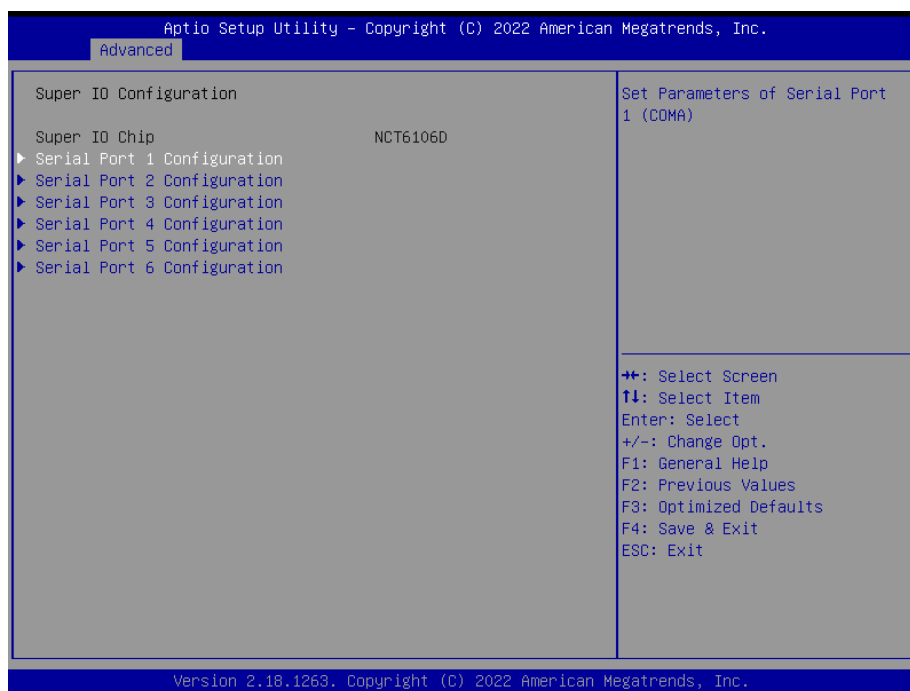 Aptio Setup Utility – Copyright (C) 2022 American Megatrends, Inc.
Advanced
Super IO Configuration
Super IO Chip NCT6106D
▶ Serial Port 1 Configuration
▶ Serial Port 2 Configuration
▶ Serial Port 3 Configuration
▶ Serial Port 4 Configuration
▶ Serial Port 5 Configuration
▶ Serial Port 6 Configuration
Set Parameters of Serial Port
1 (COMA)
→←: Select Screen
↑↓: Select Item
Enter: Select
+/-: Change Opt.
F1: General Help
F2: Previous Values
F3: Optimized Defaults
F4: Save & Exit
ESC: Exit
Version 2.18.1263. Copyright (C) 2022 American Megatrends, Inc.